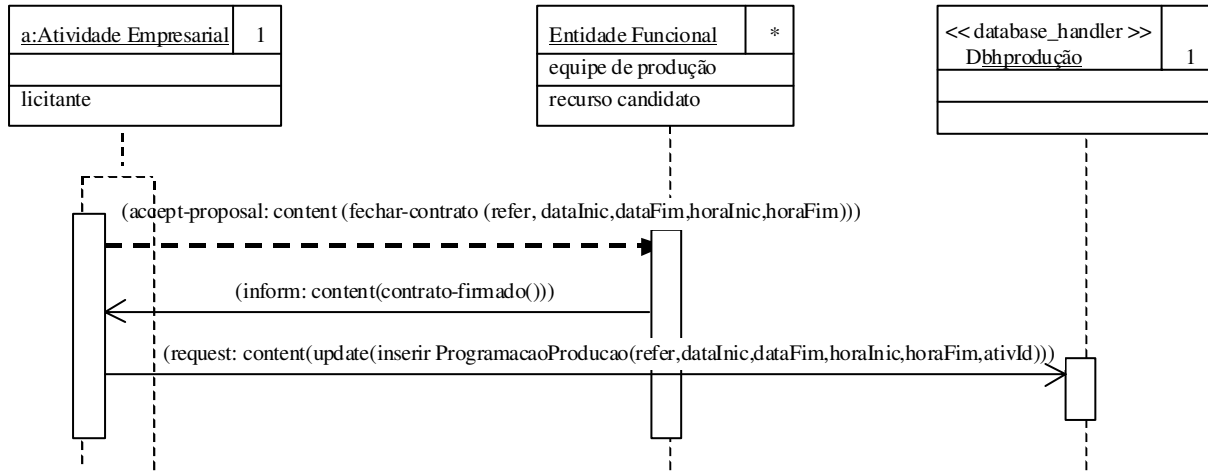 a:Atividade Empresarial 1
licitante
Entidade Funcional *
equipe de produção
recurso candidato
<< database_handler >>
Dbhprodução 1
(accept-proposal: content (fechar-contrato (refer, dataInic,dataFim,horaInic,horaFim)))
(inform: content(contrato-firmado()))
(request: content(update(inserir ProgramacaoProducao(refer,dataInic,dataFim,horaInic,horaFim,ativId)))